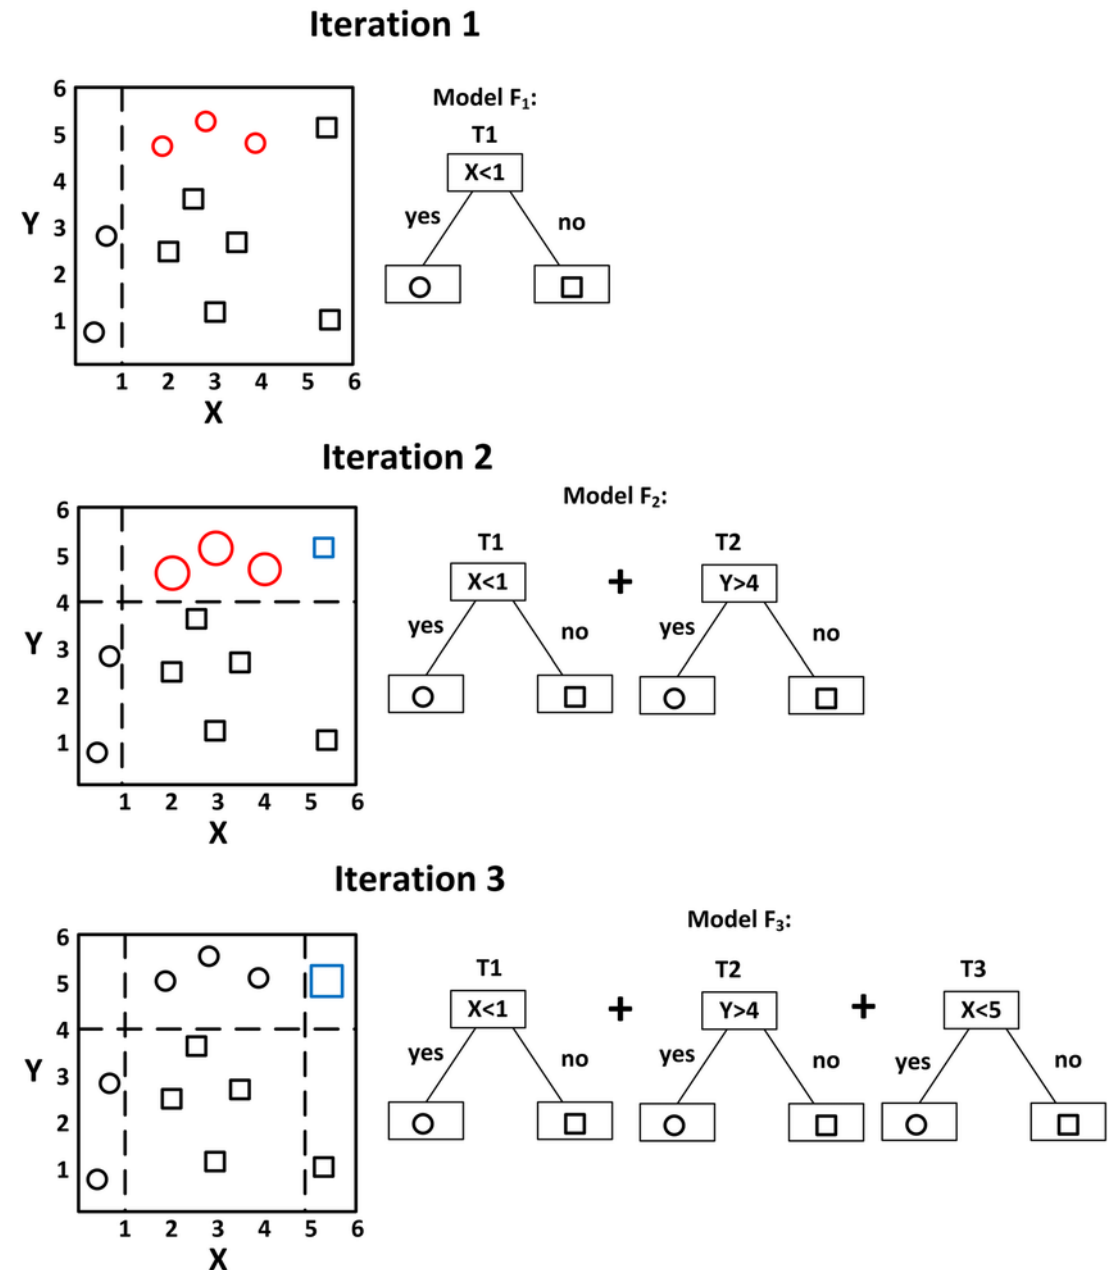 Iteration 1
Model F₁:
T1
X<1
yes
no
6
5
4
3
2
1
Y
1 2 3 4 5 6
X
Iteration 2
Model F₂:
T1
X<1
yes
no
+
T2
Y>4
yes
no
6
5
4
3
2
1
Y
1 2 3 4 5 6
X
Iteration 3
Model F₃:
T1
X<1
yes
no
+
T2
Y>4
yes
no
+
T3
X<5
yes
no
6
5
4
3
2
1
Y
1 2 3 4 5 6
X